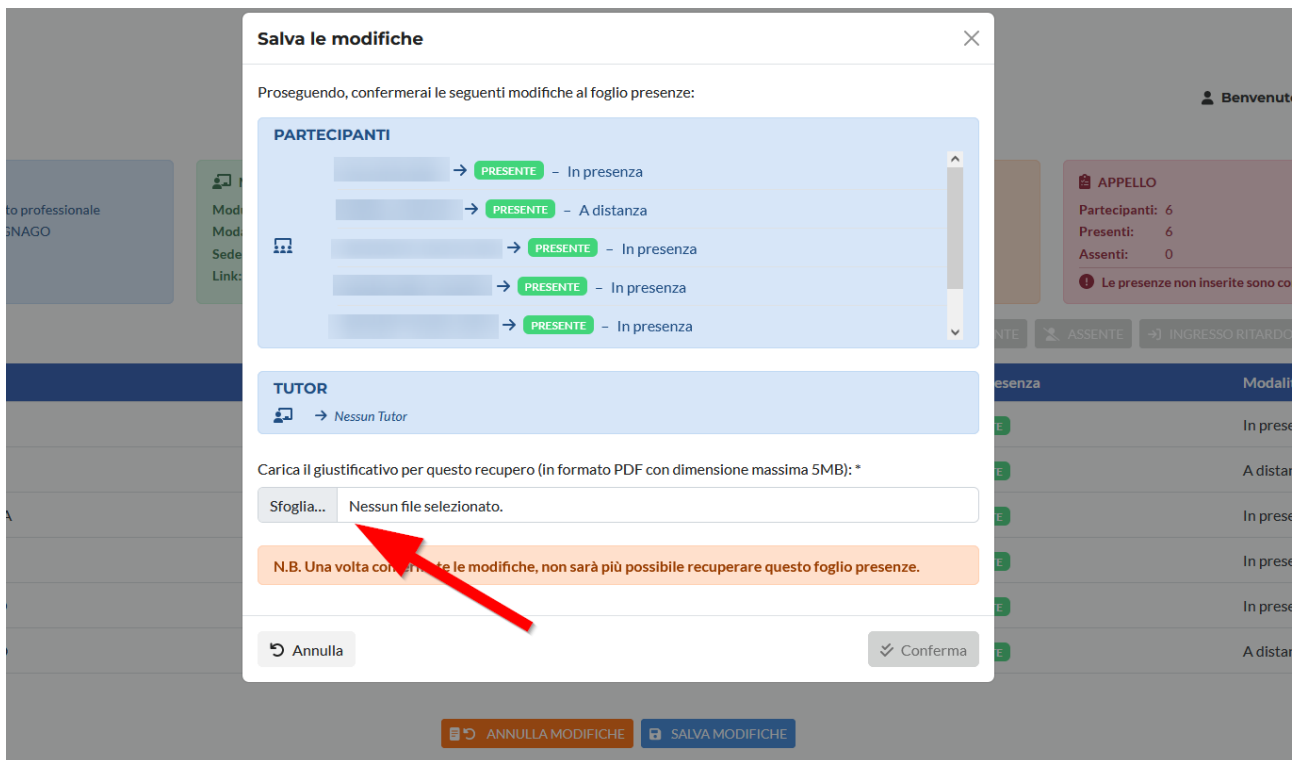 Salva le modifiche
Proseguendo, confermerai le seguenti modifiche al foglio presenze:
Benvenuto
PARTECIPANTI
→ PRESENTE – In presenza
→ PRESENTE – A distanza
→ PRESENTE – In presenza
→ PRESENTE – In presenza
→ PRESENTE – In presenza
to professionale
GNAGO
Sede
Link:
APPELLO
Partecipanti: 6
Presenti: 6
Assenti: 0
Le presenze non inserite sono co
NTE
ASSENTE
INGRESSO RITARDO
TUTOR
→ Nessun Tutor
esenza
Modali
In prese
A distan
In prese
In prese
In prese
A distan
Carica il giustificativo per questo recupero (in formato PDF con dimensione massima 5MB): *
Sfoglia... Nessun file selezionato.
N.B. Una volta confermate le modifiche, non sarà più possibile recuperare questo foglio presenze.
Annulla
Conferma
ANNULLA MODIFICHE
SALVA MODIFICHE